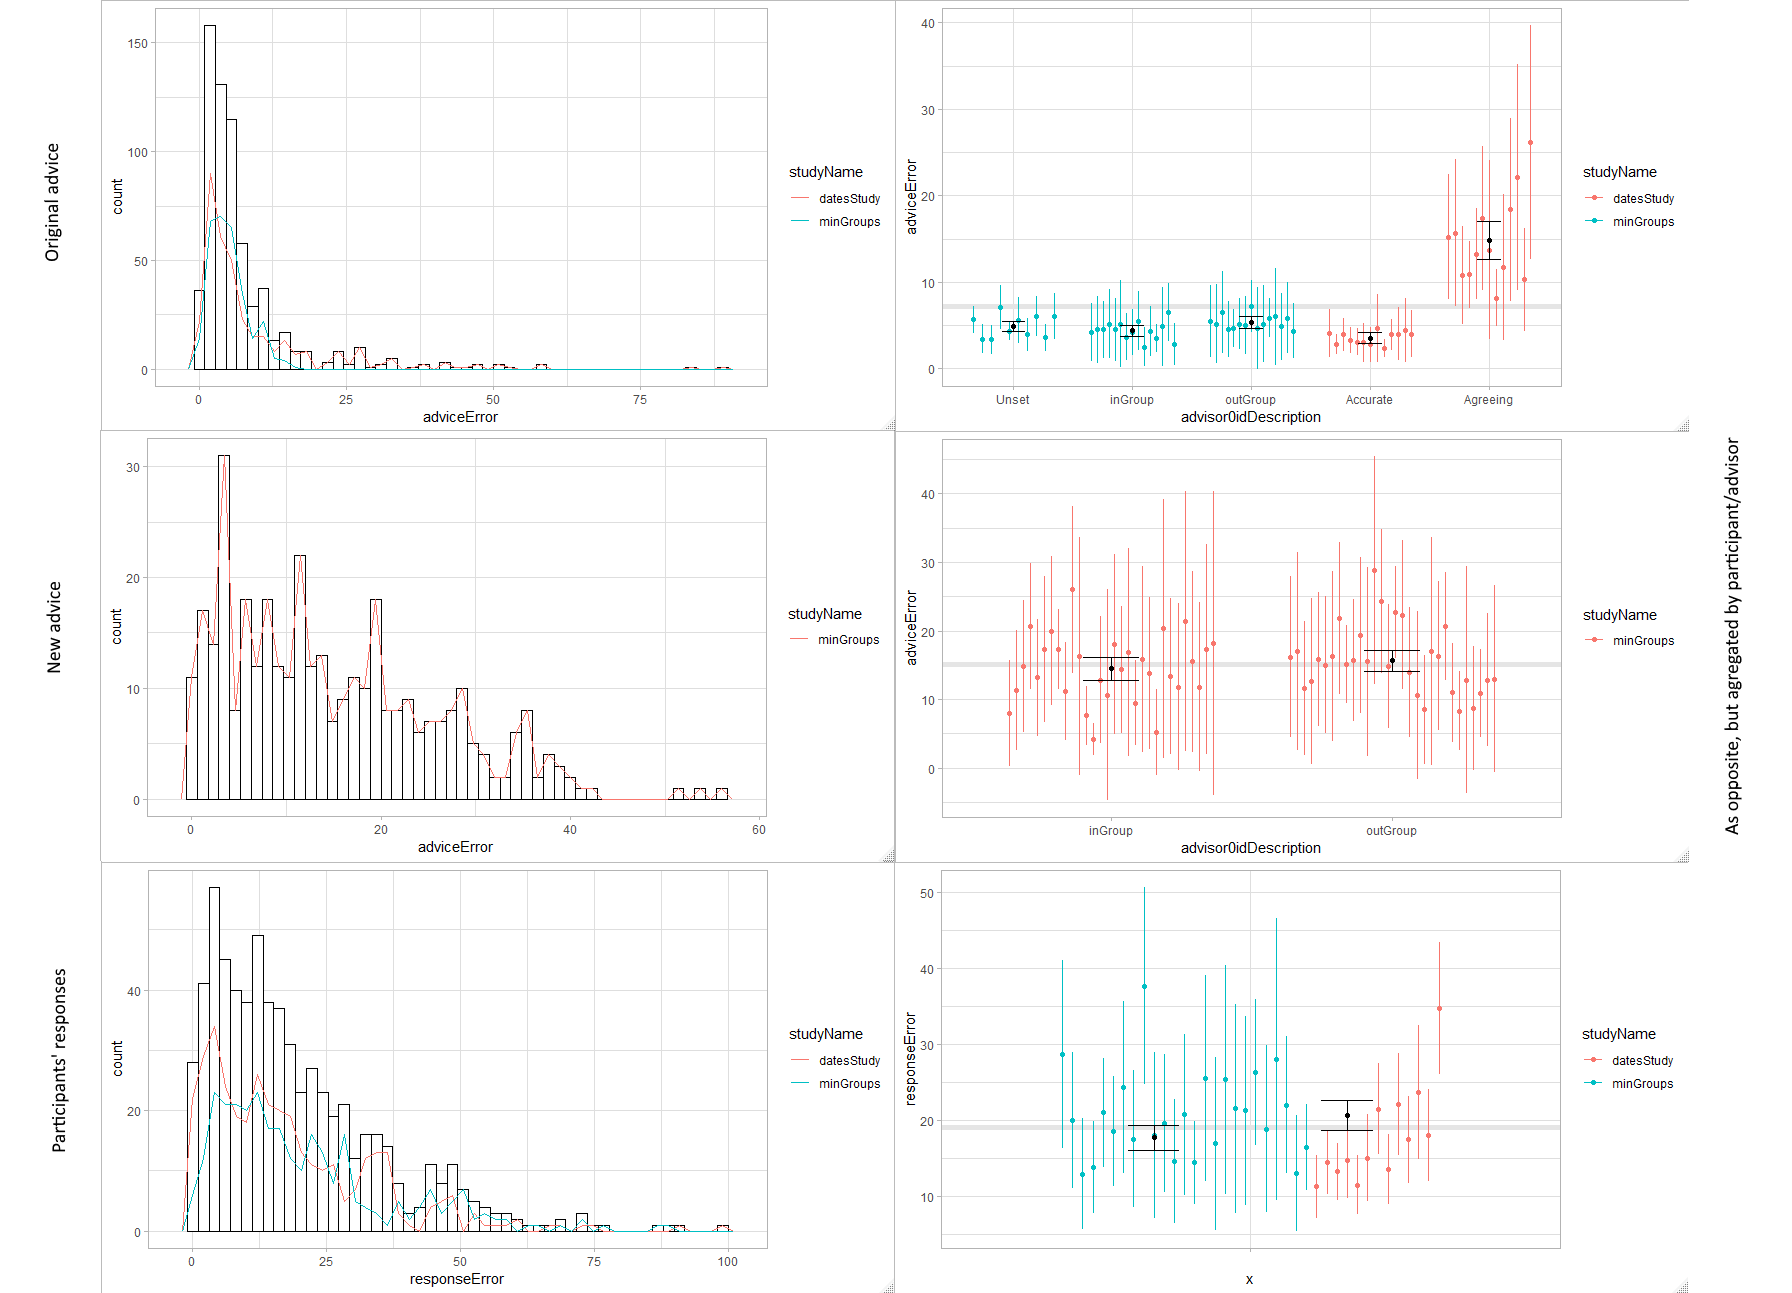 Original advice
150
100
50
0
count
0
25
50
75
adviceError
studyName
datesStudy
minGroups
40
30
20
10
0
adviceError
Unset
inGroup
outGroup
Accurate
Agreeing
advisor0idDescription
studyName
datesStudy
minGroups
New advice
30
20
10
0
count
0
20
40
60
adviceError
studyName
minGroups
40
30
20
10
0
adviceError
inGroup
outGroup
advisor0idDescription
studyName
minGroups
As opposite, but agregated by participant/advisor
Participants' responses
40
20
0
count
0
25
50
75
100
responseError
studyName
datesStudy
minGroups
50
40
30
20
10
responseError
x
studyName
datesStudy
minGroups